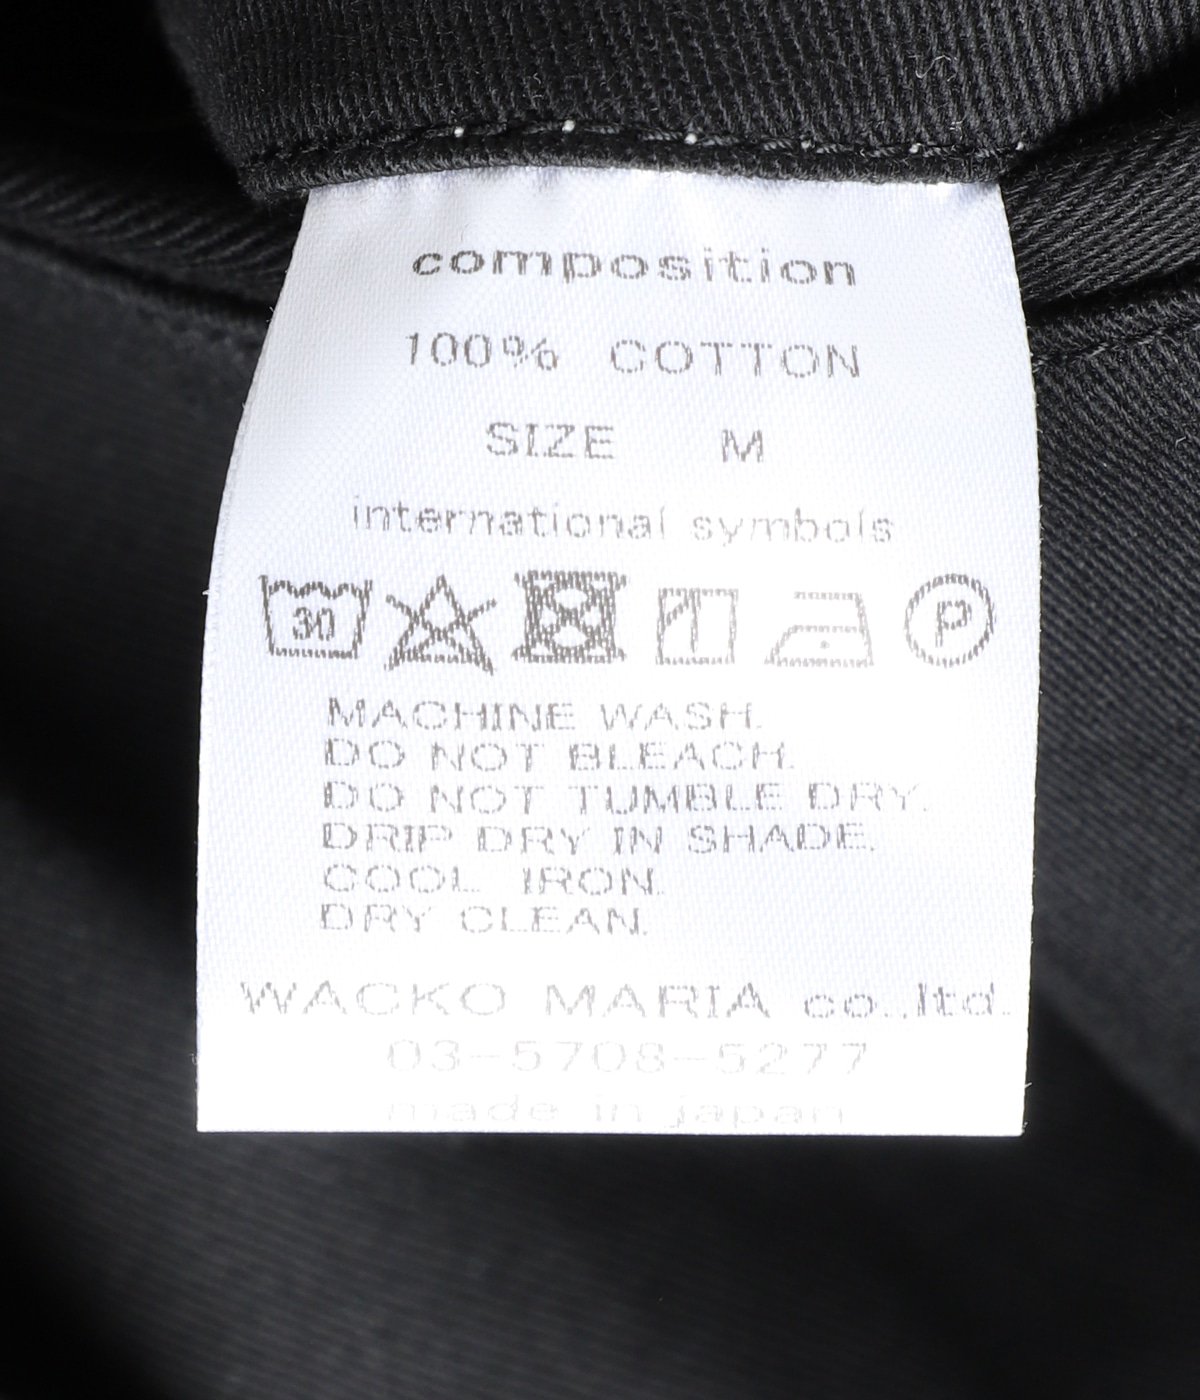 composition
100% COTTON
SIZE M
international symbols
30 P
MACHINE WASH.
DO NOT BLEACH.
DO NOT TUMBLE DRY.
DRIP DRY IN SHADE.
COOL IRON.
DRY CLEAN.
WACKO MARIA co.,ltd.
03-5708-5277
made in japan